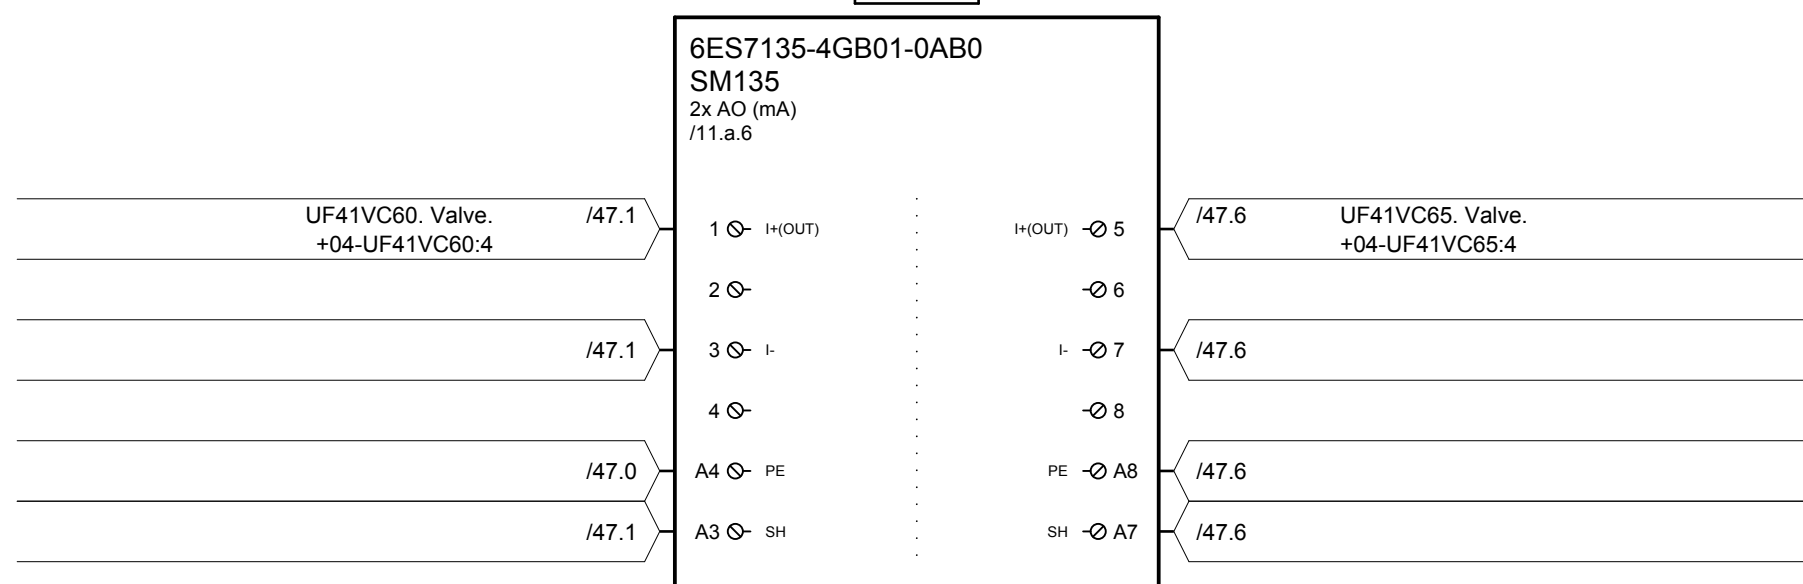 6ES7135-4GB01-0AB0
SM135
2x AO (mA)
/11.a.6
UF41VC60. Valve. /47.1 1 I+(OUT) I+(OUT) 5 /47.6 UF41VC65. Valve.
+04-UF41VC60:4 +04-UF41VC65:4
2 6
/47.1 3 I- I- 7 /47.6
4 8
/47.0 A4 PE PE A8 /47.6
/47.1 A3 SH SH A7 /47.6